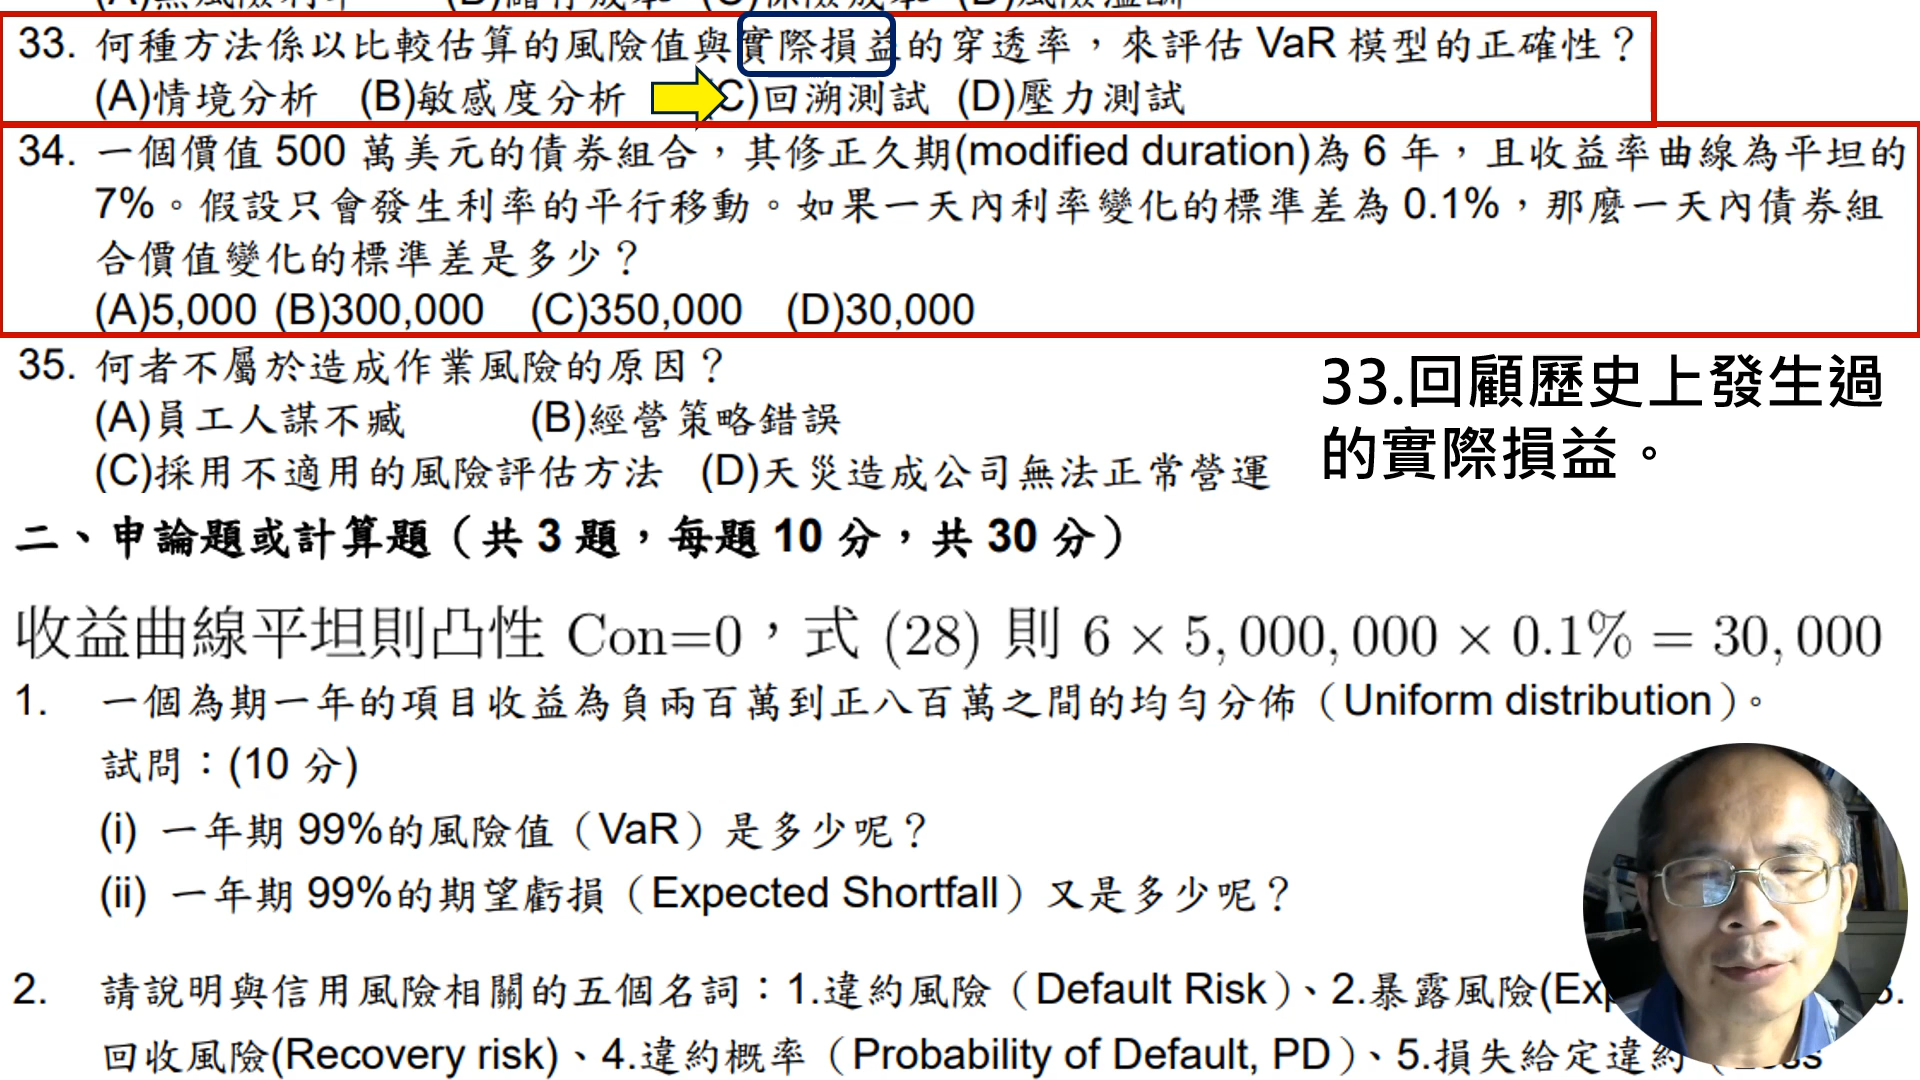 33. 何種方法係以比較估算的風險值與實際損益的穿透率，來評估 VaR 模型的正確性？
(A)情境分析 (B)敏感度分析 (C)回溯測試 (D)壓力測試
34. 一個價值 500 萬美元的債券組合，其修正久期(modified duration)為 6 年，且收益率曲線為平坦的
7%。假設只會發生利率的平行移動。如果一天內利率變化的標準差為 0.1%，那麼一天內債券組
合價值變化的標準差是多少？
(A)5,000 (B)300,000 (C)350,000 (D)30,000
35. 何者不屬於造成作業風險的原因？
(A)員工人謀不臧 (B)經營策略錯誤
(C)採用不適用的風險評估方法 (D)天災造成公司無法正常營運
33.回顧歷史上發生過
的實際損益。
二、申論題或計算題（共 3 題，每題 10 分，共 30 分）
收益曲線平坦則凸性 Con=0，式 (28) 則 6 × 5,000,000 × 0.1% = 30,000
1. 一個為期一年的項目收益為負兩百萬到正八百萬之間的均勻分佈（Uniform distribution）。
試問：(10 分)
(i) 一年期 99%的風險值（VaR）是多少呢？
(ii) 一年期 99%的期望虧損（Expected Shortfall）又是多少呢？
2. 請說明與信用風險相關的五個名詞：1.違約風險（Default Risk）、2.暴露風險
回收風險(Recovery risk)、4.違約概率（Probability of Default, PD）、5.損失給定違約